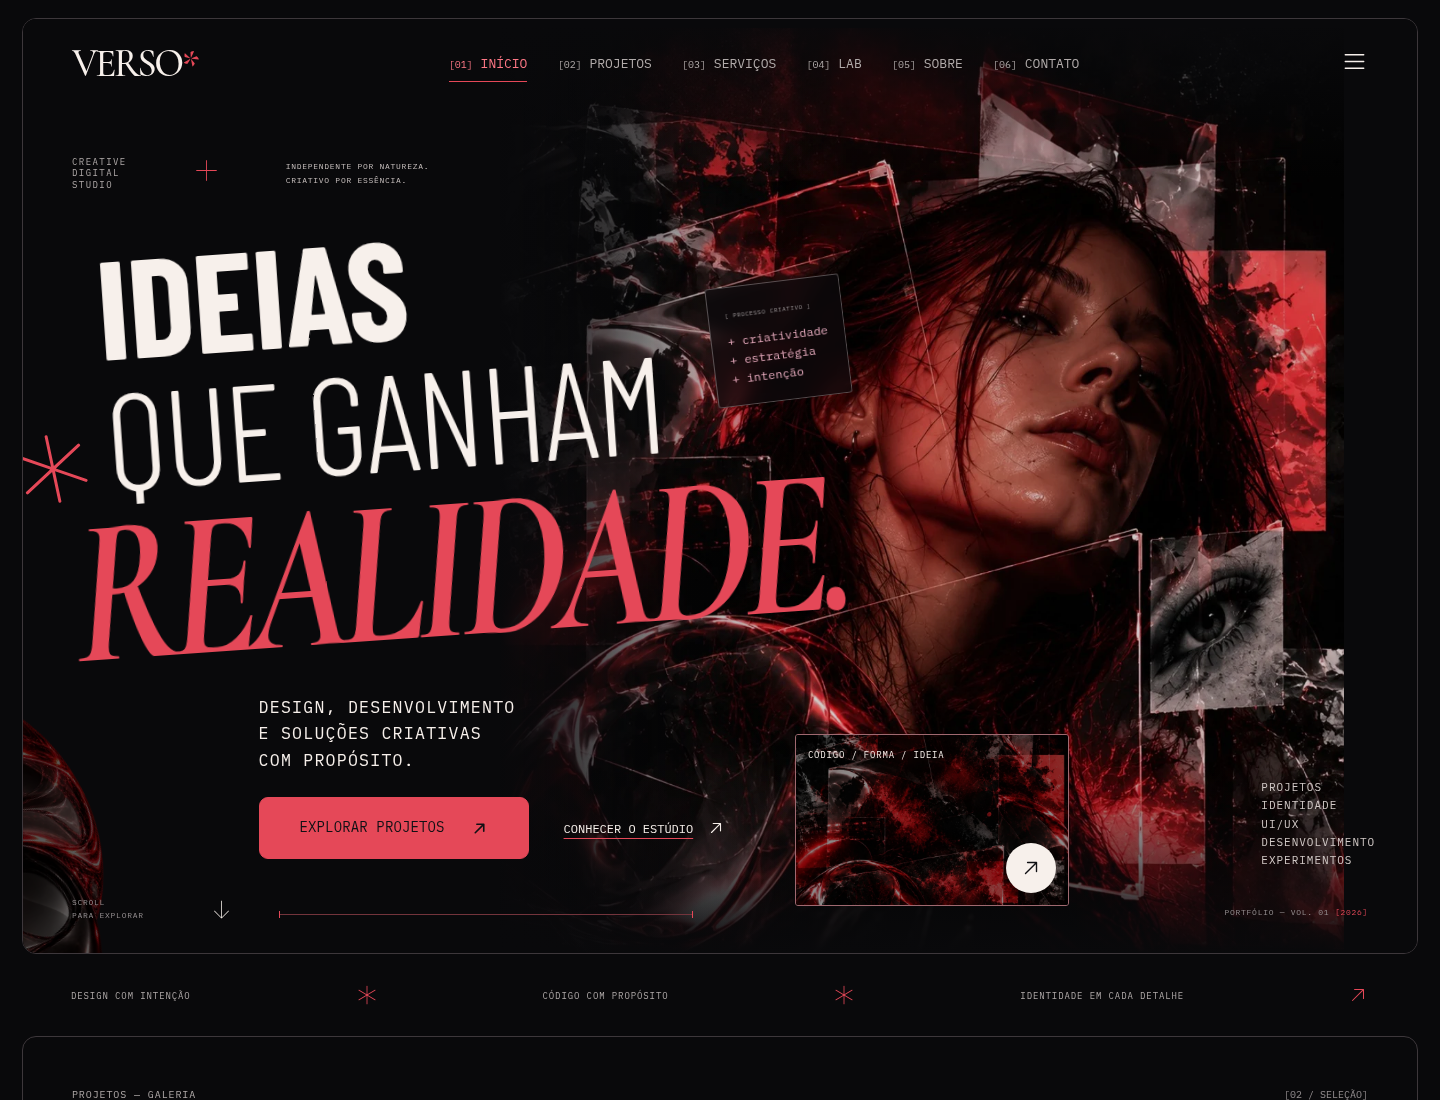 VERSO*
[01] INÍCIO [02] PROJETOS [03] SERVIÇOS [04] LAB [05] SOBRE [06] CONTATO
CREATIVE
DIGITAL
STUDIO
INDEPENDENTE POR NATUREZA.
CRIATIVO POR ESSÊNCIA.
IDEIAS
QUE GANHAM
REALIDADE.
[ PROCESSO CRIATIVO ]
+ criatividade
+ estratégia
+ intenção
DESIGN, DESENVOLVIMENTO
E SOLUÇÕES CRIATIVAS
COM PROPÓSITO.
EXPLORAR PROJETOS
CONHECER O ESTÚDIO
CÓDIGO / FORMA / IDEIA
PROJETOS
IDENTIDADE
UI/UX
DESENVOLVIMENTO
EXPERIMENTOS
SCROLL
PARA EXPLORAR
PORTFÓLIO — VOL. 01 [2026]
DESIGN COM INTENÇÃO
CÓDIGO COM PROPÓSITO
IDENTIDADE EM CADA DETALHE
PROJETOS — GALERIA
[02 / SELEÇÃO]